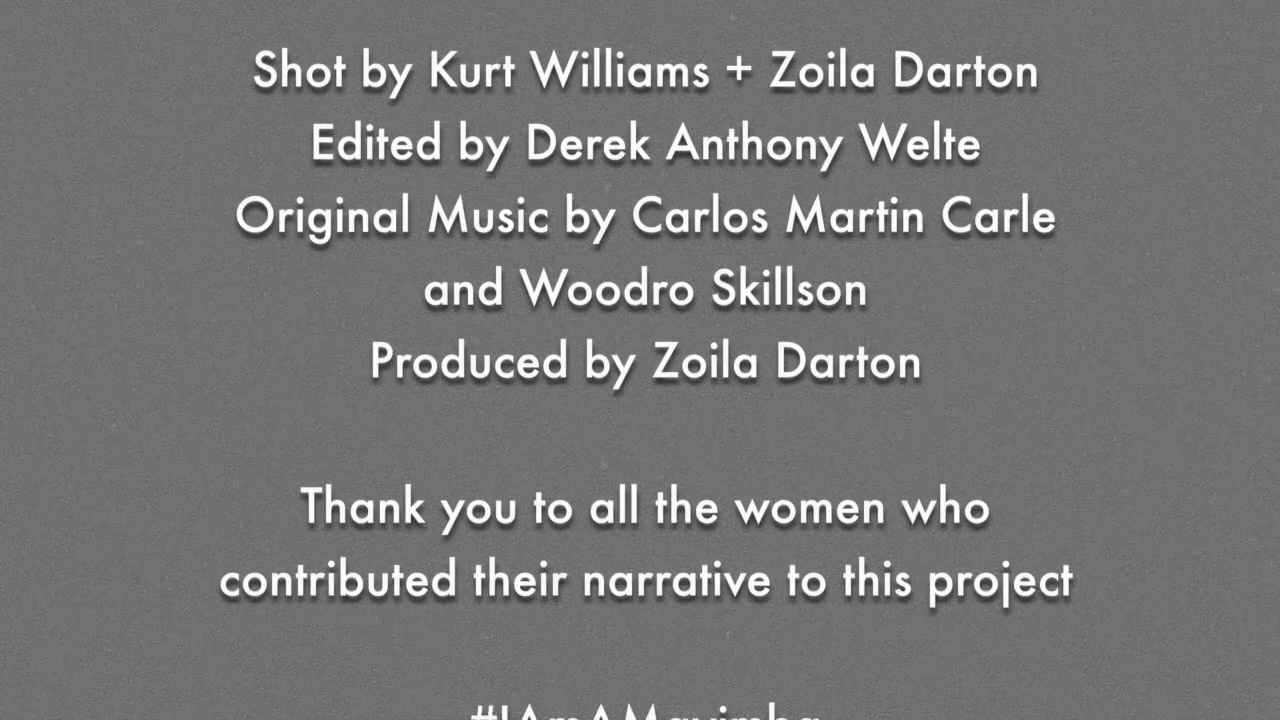 Shot by Kurt Williams + Zoila Darton
Edited by Derek Anthony Welte
Original Music by Carlos Martin Carle
and Woodro Skillson
Produced by Zoila Darton
Thank you to all the women who
contributed their narrative to this project
#IAmAMayimba